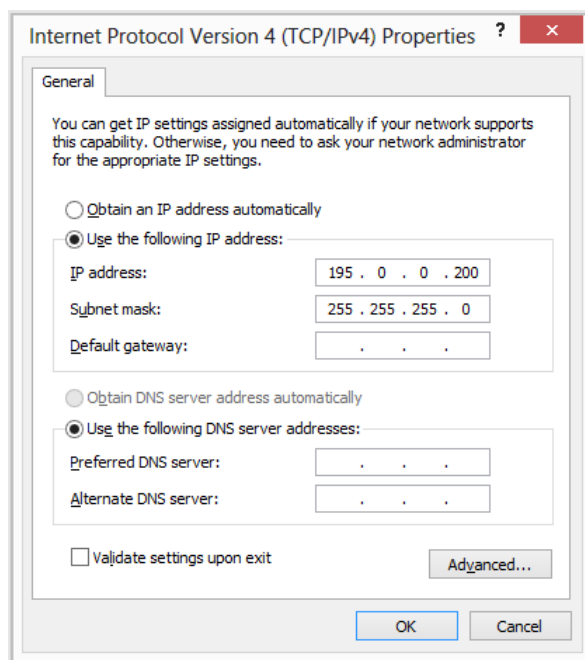 Internet Protocol Version 4 (TCP/IPv4) Properties ? x
General
You can get IP settings assigned automatically if your network supports
this capability. Otherwise, you need to ask your network administrator
for the appropriate IP settings.
Obtain an IP address automatically
Use the following IP address:
IP address: 195 . 0 . 0 . 200
Subnet mask: 255 . 255 . 255 . 0
Default gateway: . . .
Obtain DNS server address automatically
Use the following DNS server addresses:
Preferred DNS server: . . .
Alternate DNS server: . . .
Validate settings upon exit
Advanced...
OK Cancel